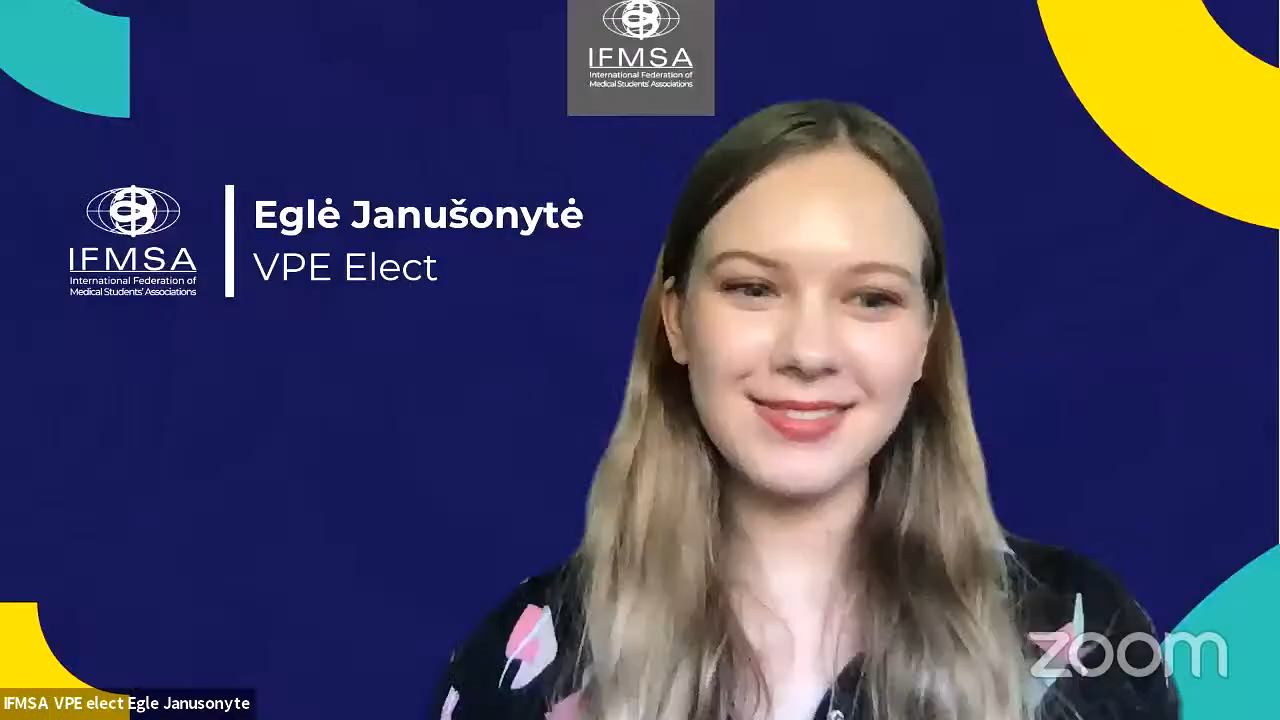 IFMSA
International Federation of
Medical Students' Associations
IFMSA
International Federation of
Medical Students' Associations
Eglė Janušonytė
VPE Elect
zoom
IFMSA VPE elect Egle Janusonyte